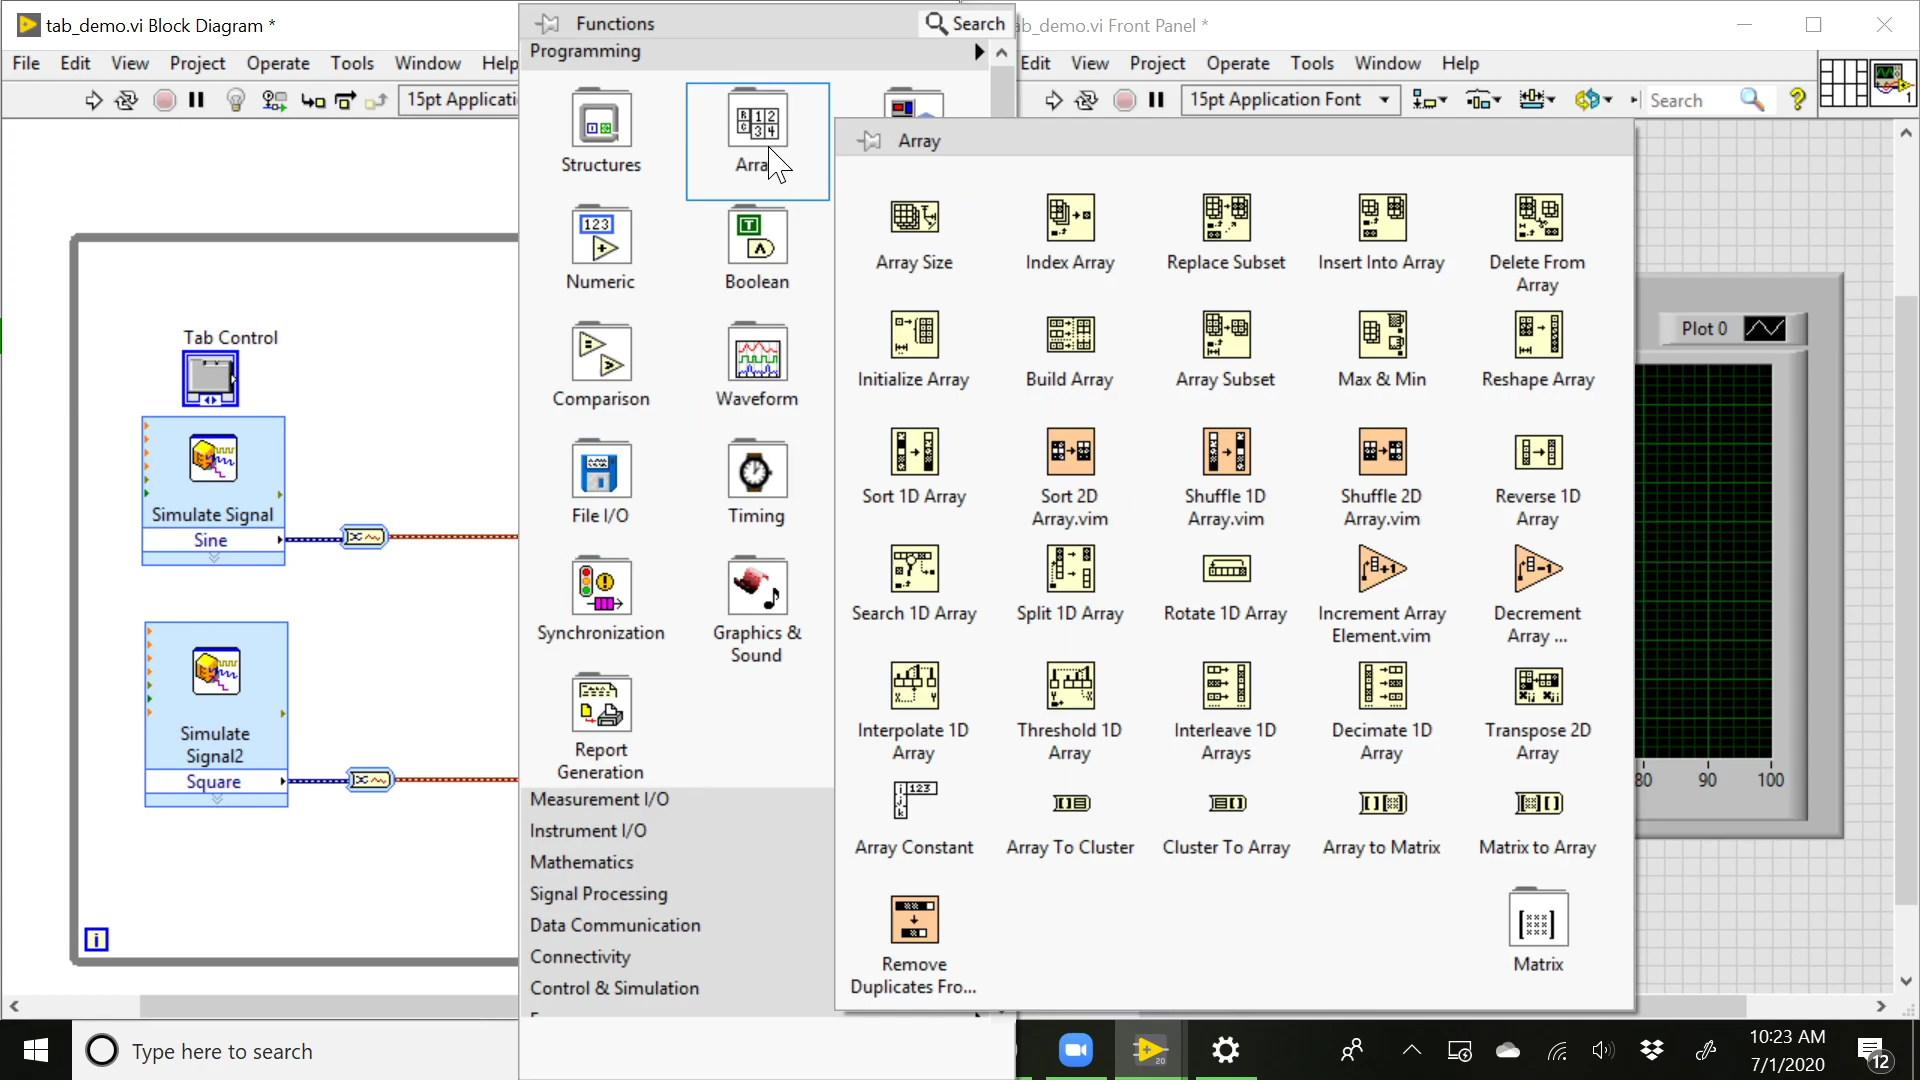 tab_demo.vi Block Diagram *
File Edit View Project Operate Tools Window Help
15pt Applicati
Functions
Search
Programming
Structures
Array
Numeric
Boolean
Comparison
Waveform
File I/O
Timing
Synchronization
Graphics &
Sound
Report
Generation
Measurement I/O
Instrument I/O
Mathematics
Signal Processing
Data Communication
Connectivity
Control & Simulation
Tab Control
Simulate Signal
Sine
Simulate
Signal2
Square
i
ab_demo.vi Front Panel *
Edit View Project Operate Tools Window Help
15pt Application Font
Search
Array
Array Size
Index Array
Replace Subset
Insert Into Array
Delete From
Array
Initialize Array
Build Array
Array Subset
Max & Min
Reshape Array
Sort 1D Array
Sort 2D
Array.vim
Shuffle 1D
Array.vim
Shuffle 2D
Array.vim
Reverse 1D
Array
Search 1D Array
Split 1D Array
Rotate 1D Array
Increment Array
Element.vim
Decrement
Array ...
Interpolate 1D
Array
Threshold 1D
Array
Interleave 1D
Arrays
Decimate 1D
Array
Transpose 2D
Array
Array Constant
Array To Cluster
Cluster To Array
Array to Matrix
Matrix to Array
Remove
Duplicates Fro...
Matrix
Plot 0
80 90 100
Type here to search
10:23 AM
7/1/2020
12